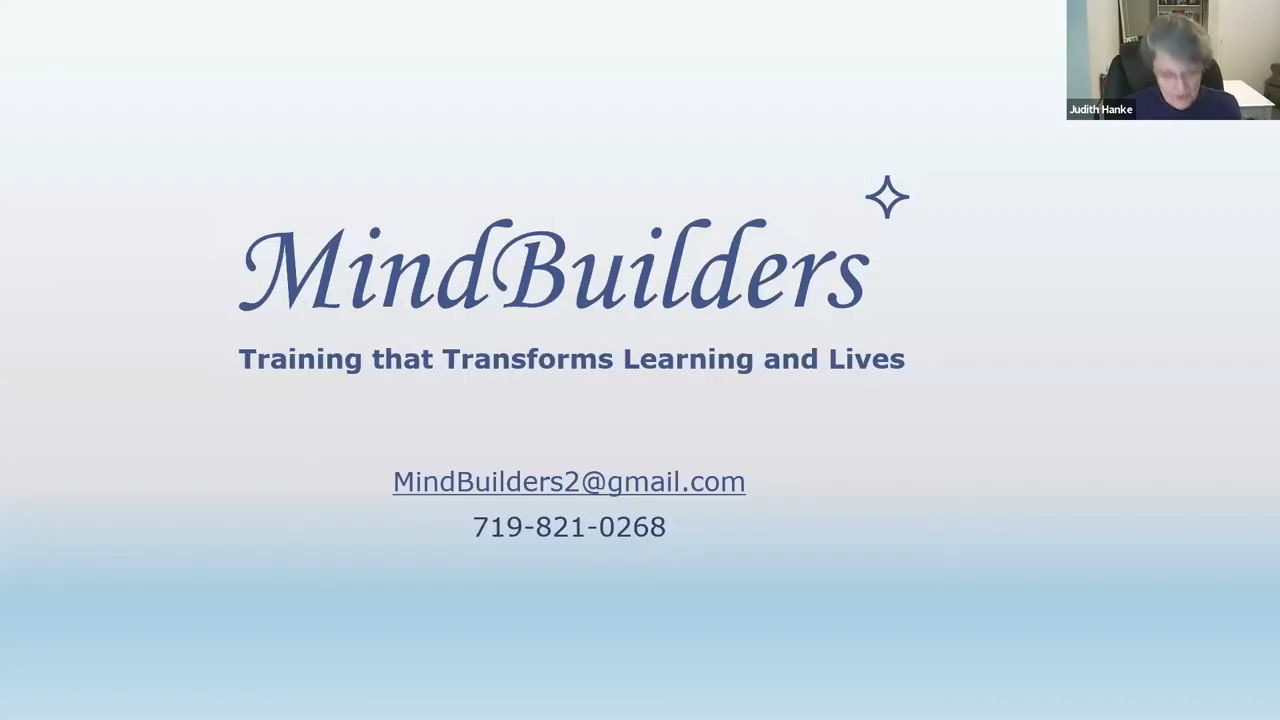 Judith Hanke
MindBuilders
Training that Transforms Learning and Lives
MindBuilders2@gmail.com
719-821-0268